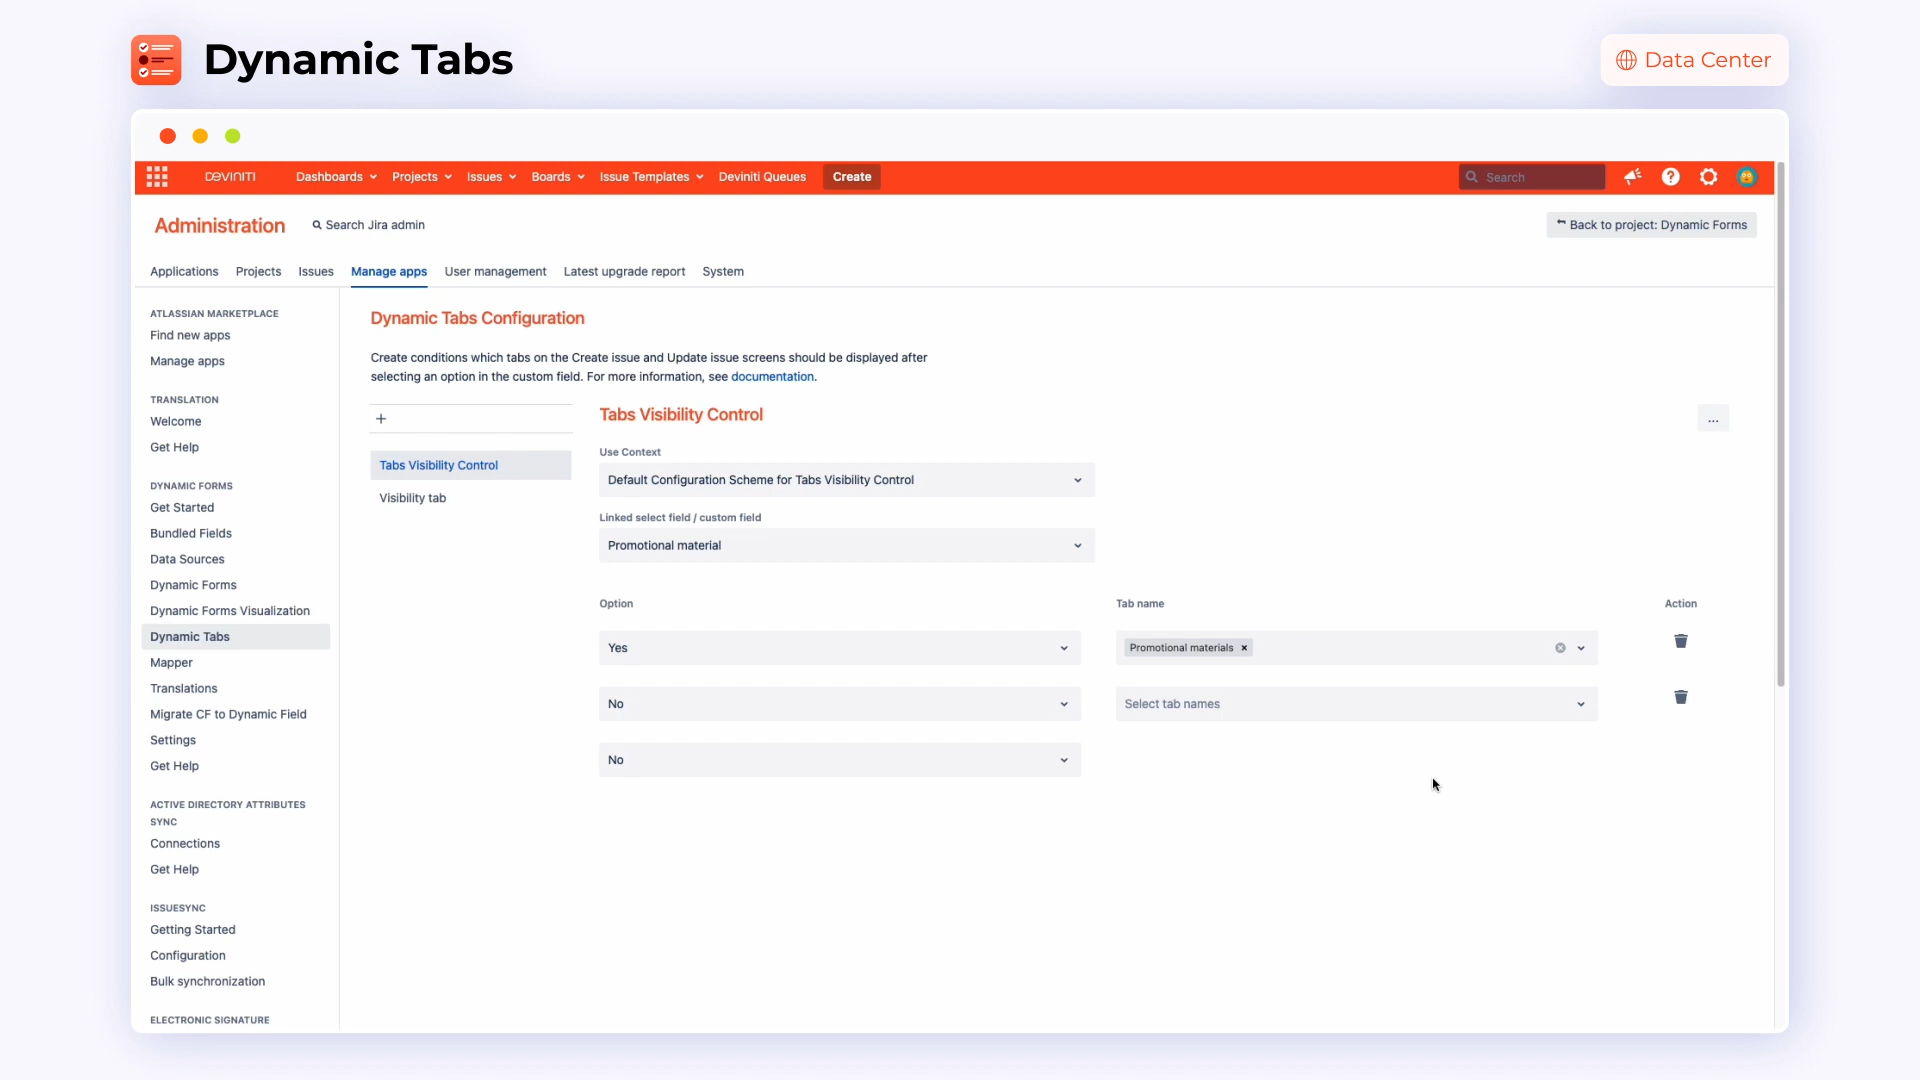 Dynamic Tabs
Data Center
DEVINITI
Dashboards Projects Issues Boards Issue Templates Deviniti Queues Create Search
Administration
Search Jira admin
Back to project: Dynamic Forms
Applications Projects Issues Manage apps User management Latest upgrade report System
ATLASSIAN MARKETPLACE
Find new apps
Manage apps
TRANSLATION
Welcome
Get Help
DYNAMIC FORMS
Get Started
Bundled Fields
Data Sources
Dynamic Forms
Dynamic Forms Visualization
Dynamic Tabs
Mapper
Translations
Migrate CF to Dynamic Field
Settings
Get Help
ACTIVE DIRECTORY ATTRIBUTES
SYNC
Connections
Get Help
ISSUESYNC
Getting Started
Configuration
Bulk synchronization
ELECTRONIC SIGNATURE
Dynamic Tabs Configuration
Create conditions which tabs on the Create issue and Update issue screens should be displayed after
selecting an option in the custom field. For more information, see documentation.
+
Tabs Visibility Control
Visibility tab
Tabs Visibility Control
...
Use Context
Default Configuration Scheme for Tabs Visibility Control
Linked select field / custom field
Promotional material
Option Tab name Action
Yes Promotional materials ×
No Select tab names
No